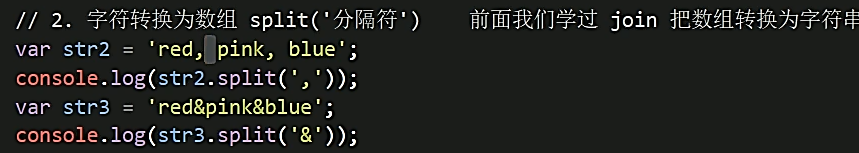 // 2. 字符转换为数组 split('分隔符')    前面我们学过 join 把数组转换为字符串
var str2 = 'red, pink, blue';
console.log(str2.split(','));
var str3 = 'red&pink&blue';
console.log(str3.split('&'));